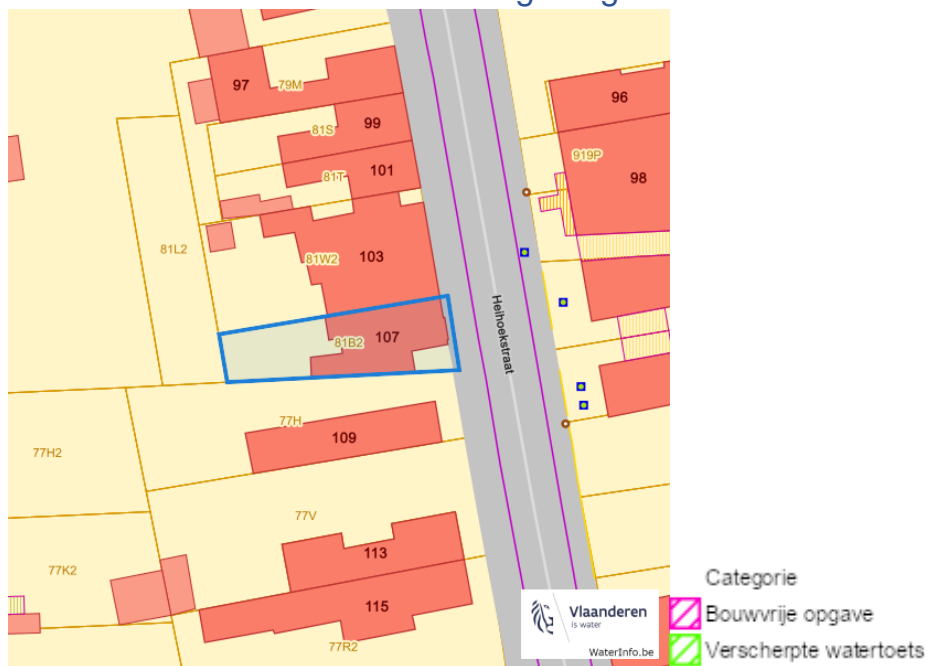 97
79M
96
99
81S
919P
101
81T
98
81L2
81W2
103
Heihoekstraat
81B2
107
77H
109
77H2
77V
113
77K2
115
77R2
Vlaanderen
is water
WaterInfo.be
Categorie
Bouwvrije opgave
Verscherpte watertoets